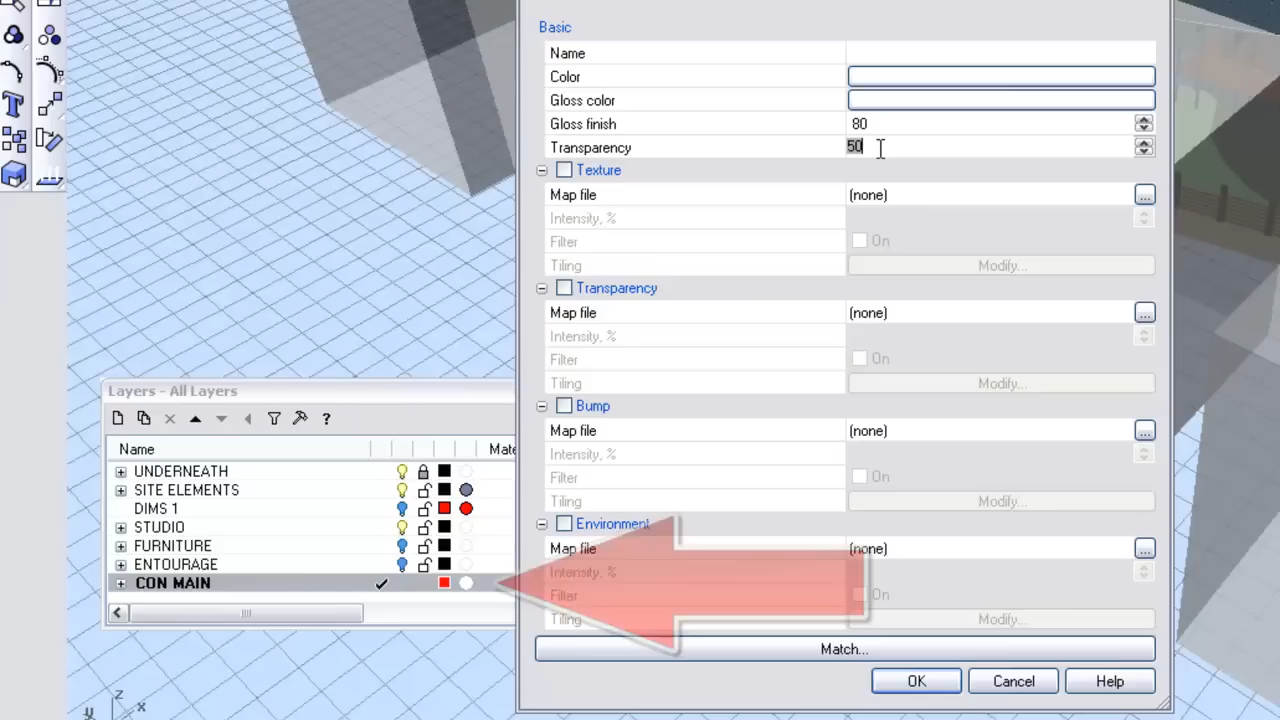 Basic
Name
Color
Gloss color
Gloss finish 80
Transparency 50
Texture
Map file (none) ...
Intensity, %
Filter On
Tiling Modify...
Transparency
Map file (none) ...
Intensity, %
Filter On
Tiling Modify...
Bump
Map file (none) ...
Intensity, %
Filter On
Tiling Modify...
Environment
Map file (none) ...
Intensity, %
Filter On
Tiling Modify...
Match...
OK Cancel Help
Layers - All Layers
?
Name Mate
UNDERNEATH
SITE ELEMENTS
DIMS 1
STUDIO
FURNITURE
ENTOURAGE
CON MAIN
T
z
y x